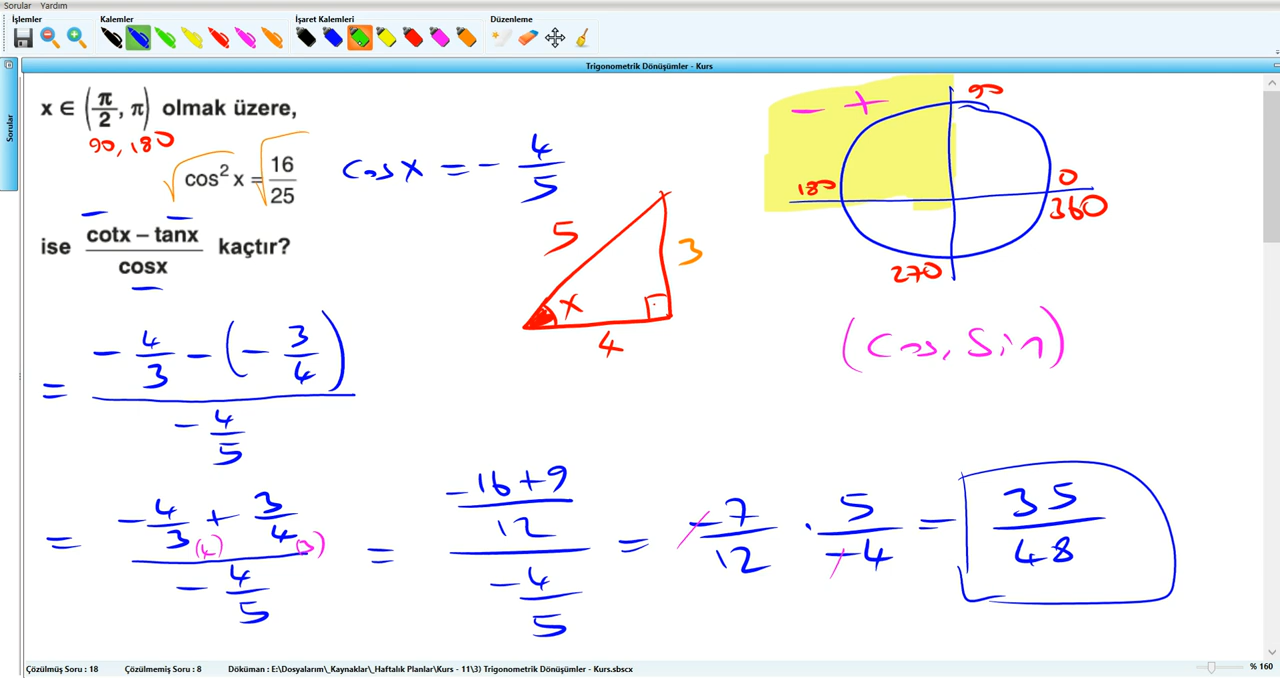 Sorular Yardım
İşlemler Kalemler İşaret Kalemleri Düzenleme
Trigonometrik Dönüşümler - Kurs
Sorular
x ∈ (π/2, π) olmak üzere,
90, 180
√cos² x = √16/25
cosx = - 4/5
ise cotx – tanx / cosx kaçtır?
5
3
x
4
- +
90
180
0
360
270
(cos, sin)
= (-4/3 - (-3/4)) / (-4/5)
= (-4/3 (4) + 3/4 (3)) / (-4/5) = ((-16+9)/12) / (-4/5) = -7/12 · 5/-4 = 35/48
Çözülmüş Soru : 18 Çözülmemiş Soru : 8 Döküman : E:\Dosyalarım\_Kaynaklar\_Haftalık Planlar\Kurs - 11\3) Trigonometrik Dönüşümler - Kurs.sbscx % 160